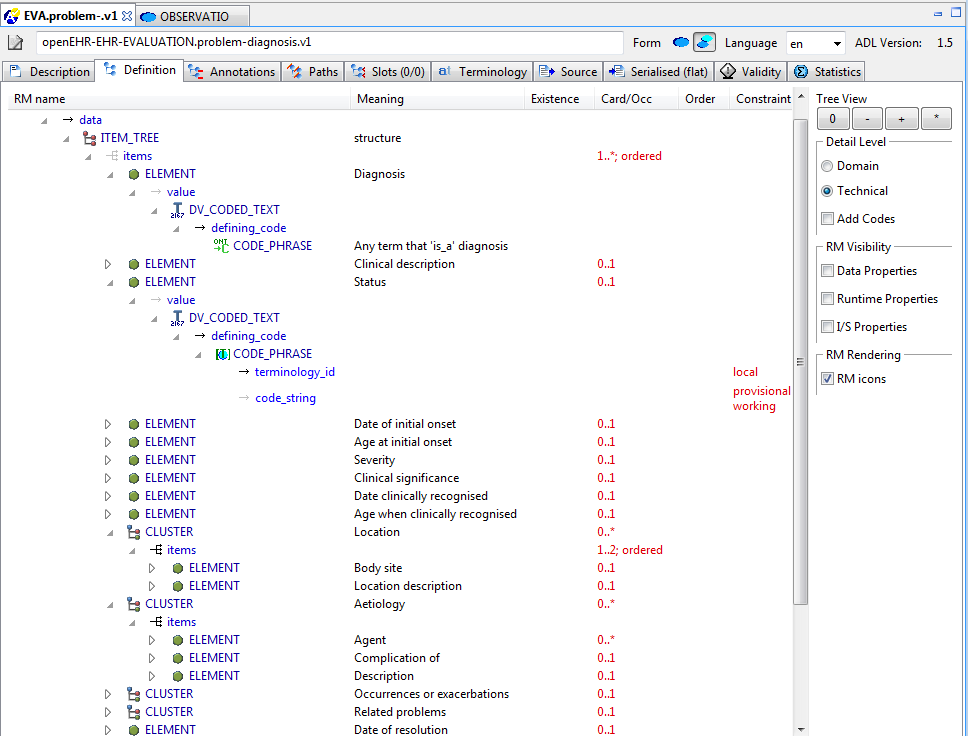 EVA.problem-.v1 OBSERVATIO
openEHR-EHR-EVALUATION.problem-diagnosis.v1 Form Language en ADL Version: 1.5
Description Definition Annotations Paths Slots (0/0) Terminology Source Serialised (flat) Validity Statistics
RM name Meaning Existence Card/Occ Order Constraint
data
ITEM_TREE structure
items 1..*; ordered
ELEMENT Diagnosis
value
DV_CODED_TEXT
defining_code
CODE_PHRASE Any term that 'is_a' diagnosis
ELEMENT Clinical description 0..1
ELEMENT Status 0..1
value
DV_CODED_TEXT
defining_code
CODE_PHRASE
terminology_id local
code_string provisional
working
ELEMENT Date of initial onset 0..1
ELEMENT Age at initial onset 0..1
ELEMENT Severity 0..1
ELEMENT Clinical significance 0..1
ELEMENT Date clinically recognised 0..1
ELEMENT Age when clinically recognised 0..1
CLUSTER Location 0..*
items 1..2; ordered
ELEMENT Body site 0..1
ELEMENT Location description 0..1
CLUSTER Aetiology 0..*
items
ELEMENT Agent 0..*
ELEMENT Complication of 0..1
ELEMENT Description 0..1
CLUSTER Occurrences or exacerbations 0..1
CLUSTER Related problems 0..1
ELEMENT Date of resolution 0..1
Tree View
0 - + *
Detail Level
Domain
Technical
Add Codes
RM Visibility
Data Properties
Runtime Properties
I/S Properties
RM Rendering
RM icons